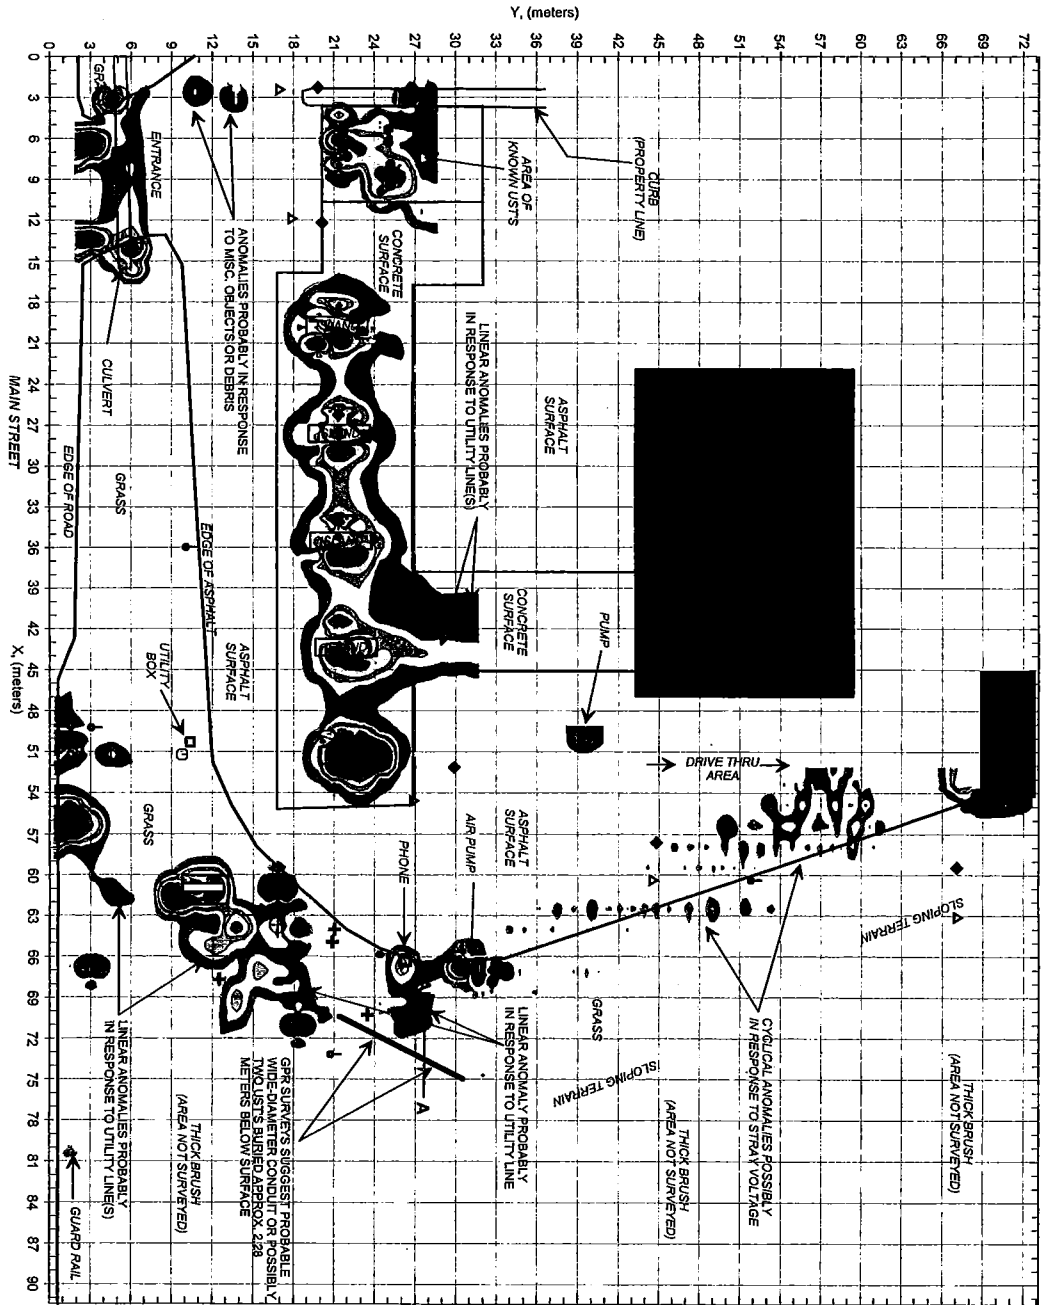 Y, (meters)
0
3
6
9
12
15
18
21
24
27
30
33
36
39
42
45
48
51
54
57
60
63
66
69
72
0
3
6
9
12
15
18
21
24
27
30
33
36
39
42
45
48
51
54
57
60
63
66
69
72
75
78
81
84
87
90
X, (meters)
MAIN STREET
EDGE OF ROAD
GRASS
CULVERT
ENTRANCE
ANOMALIES PROBABLY IN RESPONSE
TO MISC. OBJECTS OR DEBRIS
EDGE OF ASPHALT
ASPHALT
SURFACE
UTILITY
BOX
GRASS
CONCRETE
SURFACE
AREA OF
KNOWN UST'S
CURB
(PROPERTY LINE)
LINEAR ANOMALIES PROBABLY
IN RESPONSE TO UTILITY LINE(S)
ASPHALT
SURFACE
CONCRETE
SURFACE
PUMP
DRIVE THRU
AREA
ASPHALT
SURFACE
AIR PUMP
PHONE
SLOPING TERRAIN
GRASS
SLOPING TERRAIN
CYCLICAL ANOMALIES POSSIBLY
IN RESPONSE TO STRAY VOLTAGE
THICK BRUSH
(AREA NOT SURVEYED)
THICK BRUSH
(AREA NOT SURVEYED)
LINEAR ANOMALY PROBABLY
IN RESPONSE TO UTILITY LINE
A
GPR SURVEYS SUGGEST PROBABLE
WIDE-DIAMETER CONDUIT OR POSSIBLY
TWO UST'S BURIED APPROX. 2.28
METERS BELOW SURFACE
THICK BRUSH
(AREA NOT SURVEYED)
LINEAR ANOMALIES PROBABLY
IN RESPONSE TO UTILITY LINE(S)
GUARD RAIL